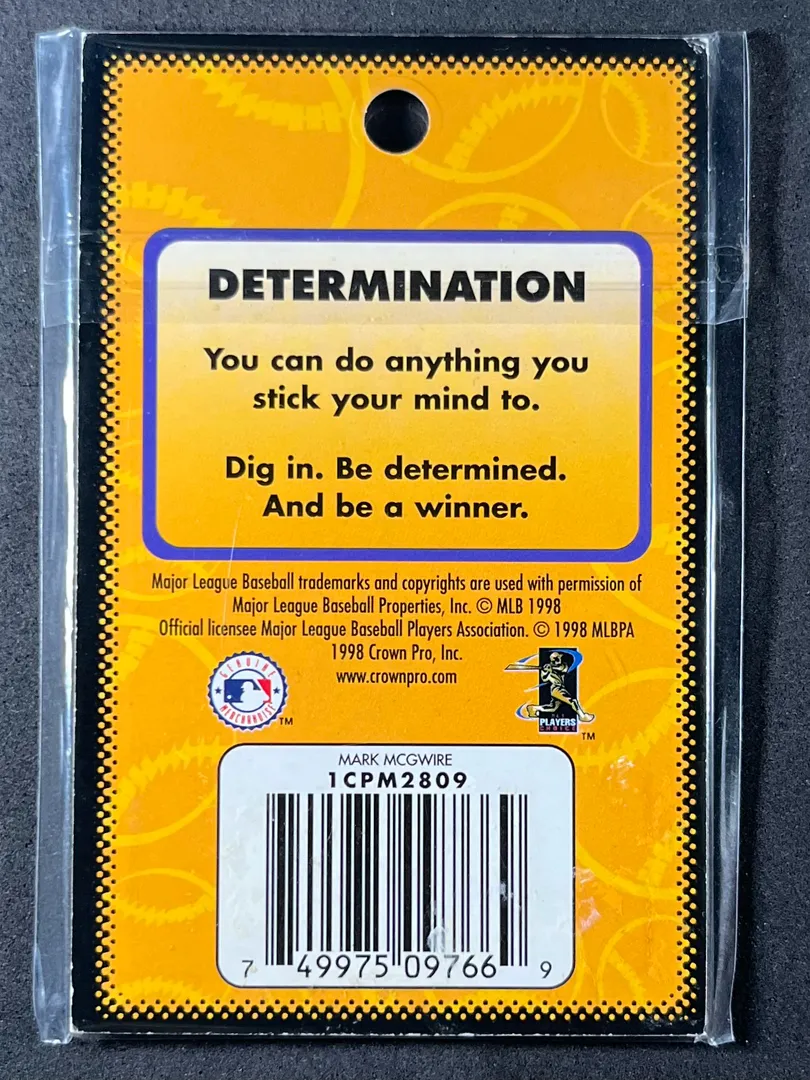 DETERMINATION
You can do anything you
stick your mind to.
Dig in. Be determined.
And be a winner.
Major League Baseball trademarks and copyrights are used with permission of
Major League Baseball Properties, Inc. © MLB 1998
Official licensee Major League Baseball Players Association. © 1998 MLBPA
1998 Crown Pro, Inc.
www.crownpro.com
GENUINE
MERCHANDISE
TM
PLAYERS
CHOICE
TM
MARK MCGWIRE
1CPM2809
7 49975 09766 9